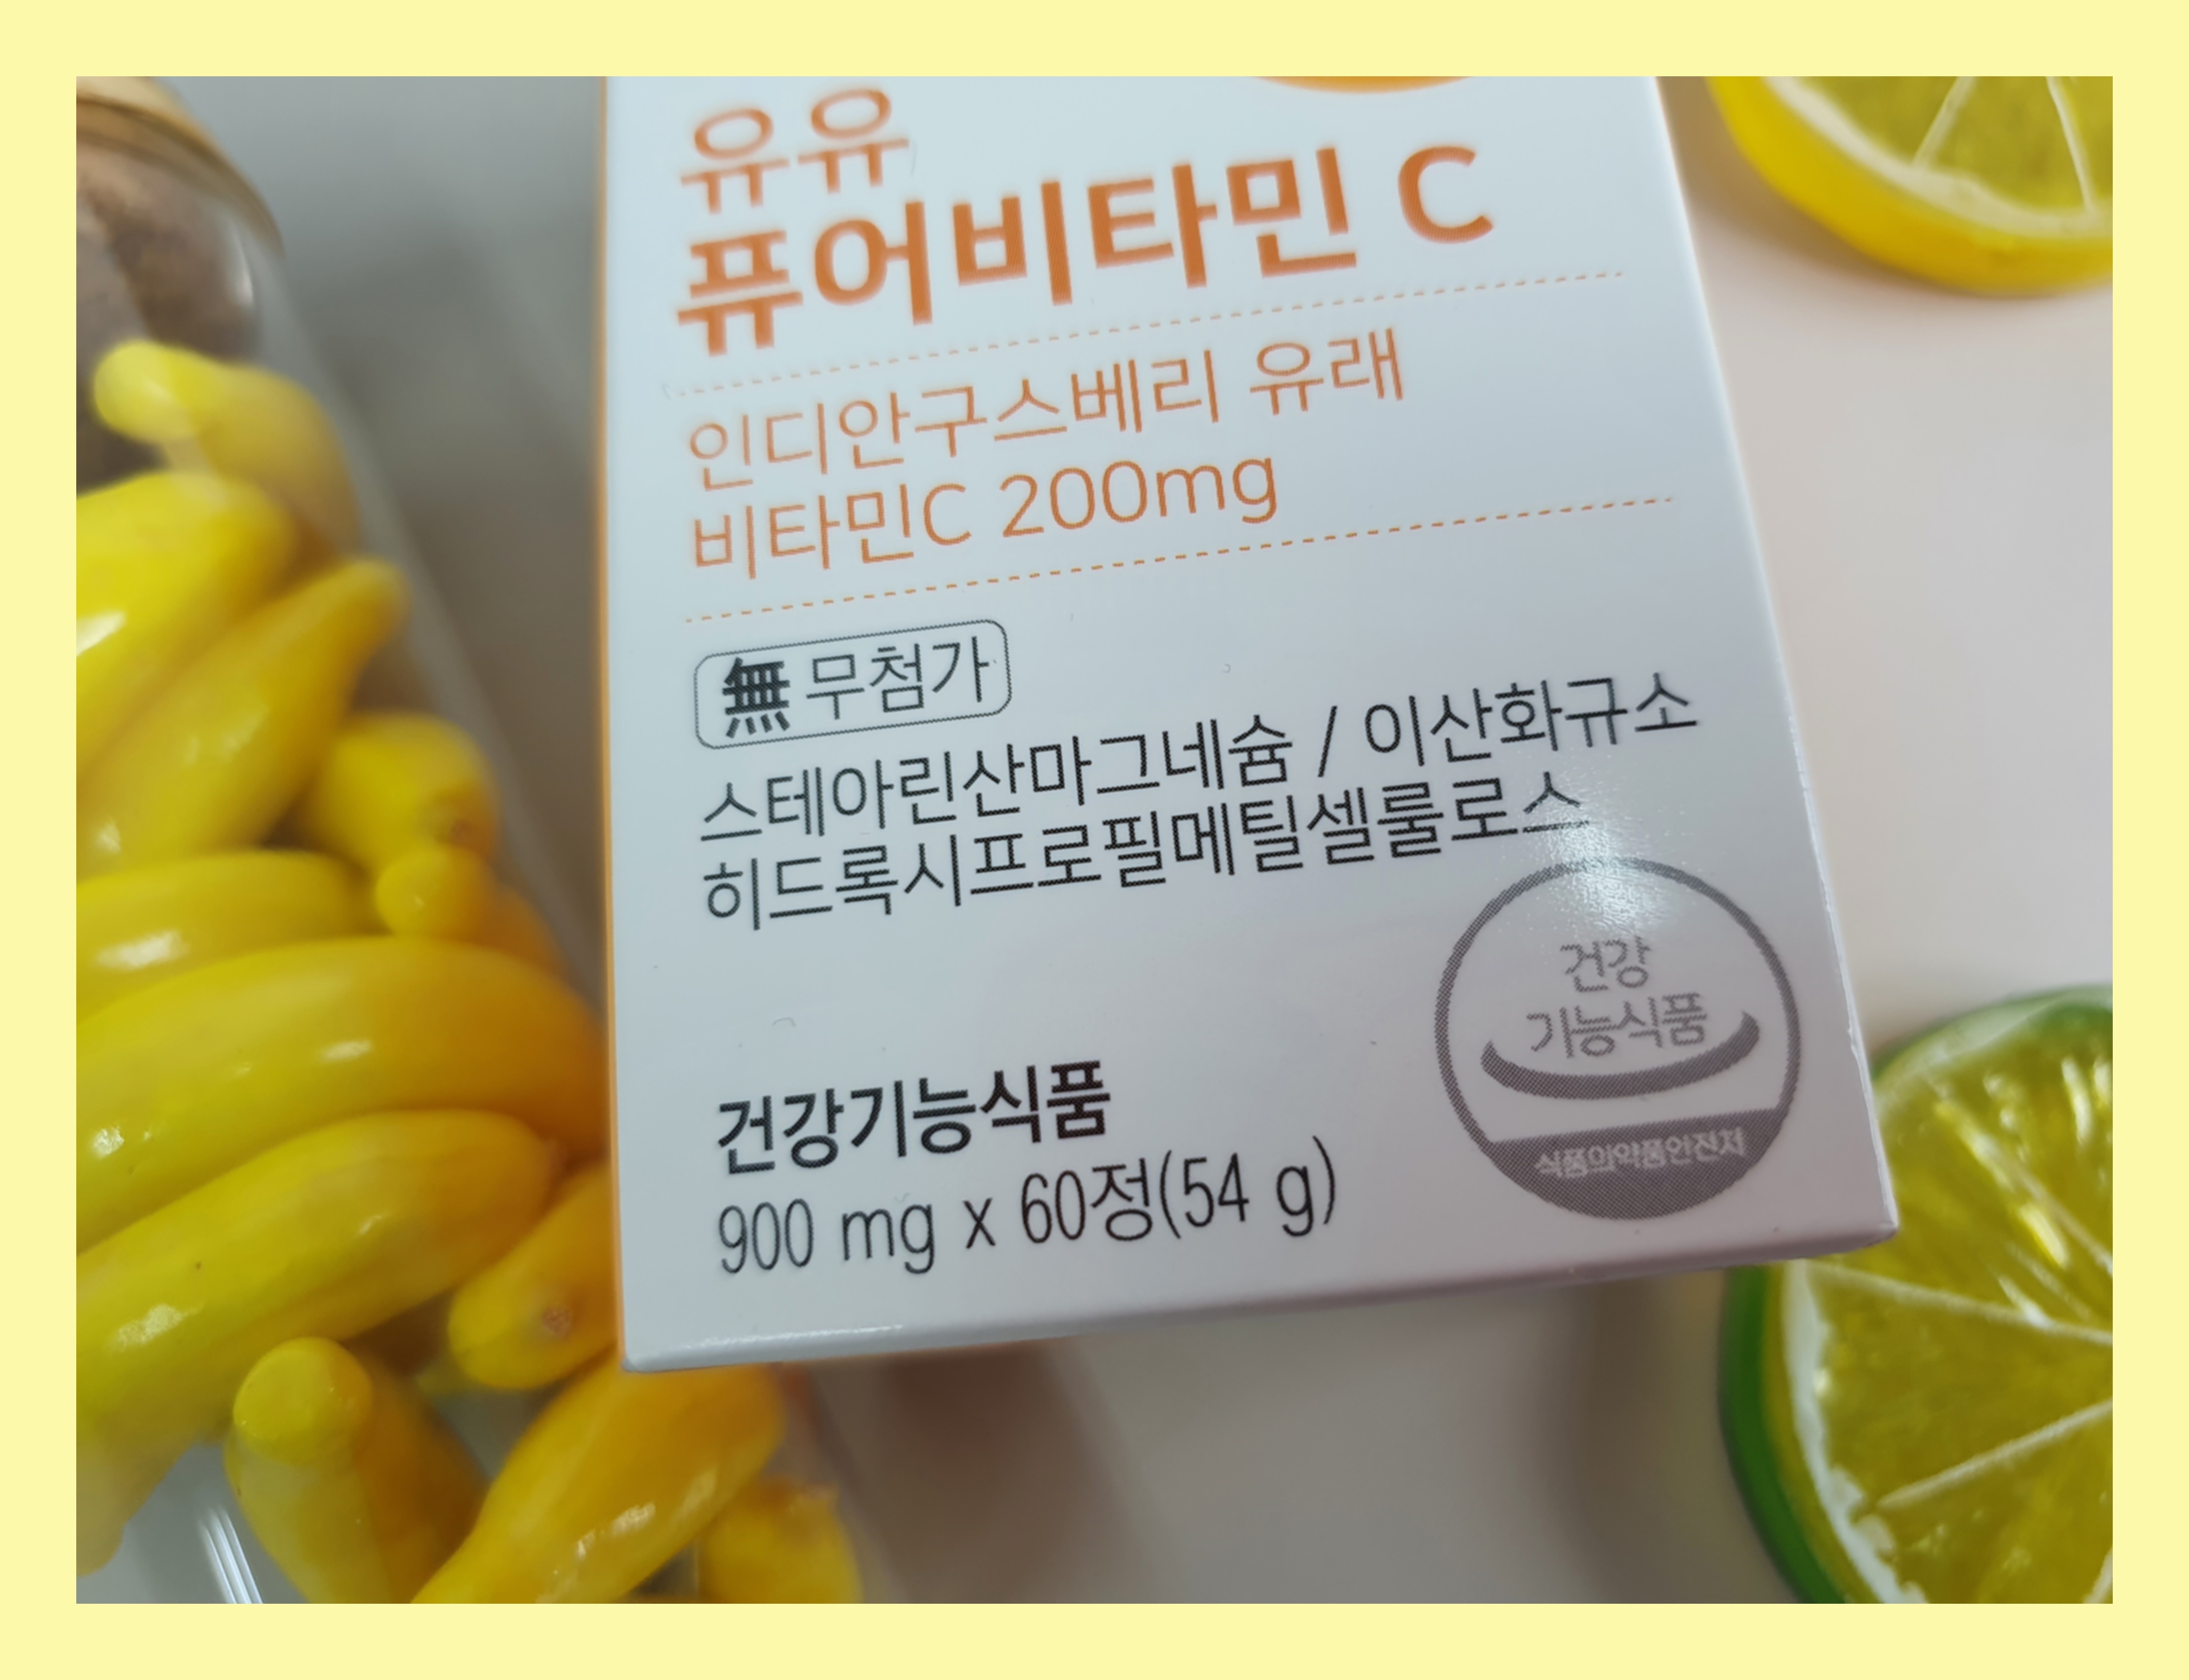 유유
퓨어비타민 C
인디안구스베리 유래
비타민C 200mg
無 무첨가
스테아린산마그네슘 / 이산화규소
히드록시프로필메틸셀룰로스
건강
기능식품
식품의약품안전처
건강기능식품
900 mg x 60정(54 g)